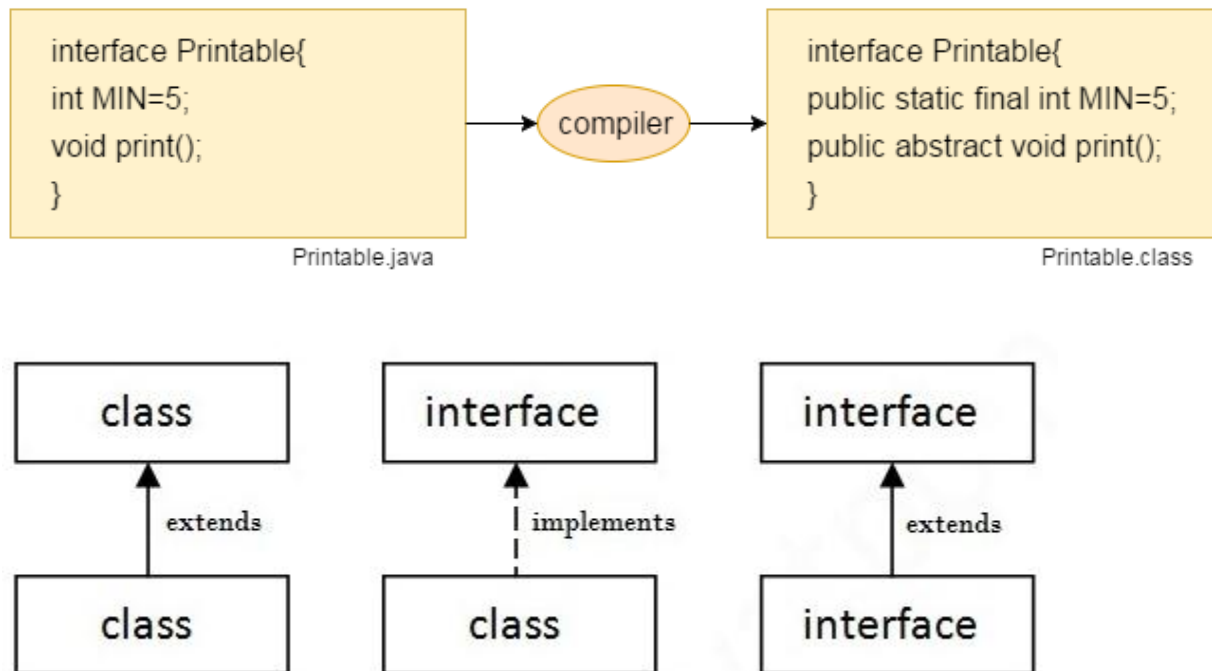 interface Printable{
int MIN=5;
void print();
}
Printable.java
compiler
interface Printable{
public static final int MIN=5;
public abstract void print();
}
Printable.class
class
interface
interface
extends
implements
extends
class
class
interface